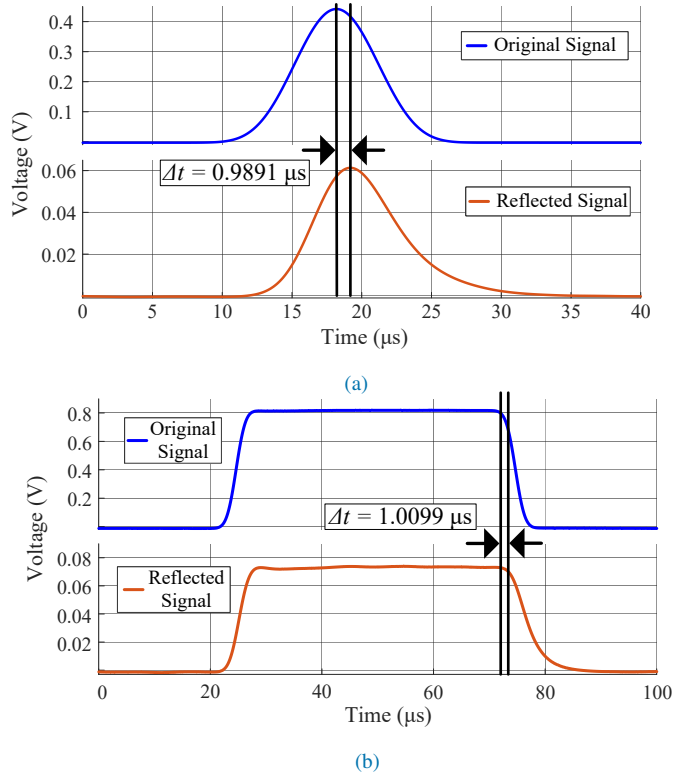 0.4
0.3
0.2
0.1
Original Signal
Voltage (V)
Δt = 0.9891 μs
0.06
0.04
0.02
Reflected Signal
0 5 10 15 20 25 30 35 40
Time (μs)
(a)
0.8
0.6
0.4
0.2
Original
Signal
Voltage (V)
Δt = 1.0099 μs
0.08
0.06
0.04
0.02
Reflected
Signal
0 20 40 60 80 100
Time (μs)
(b)